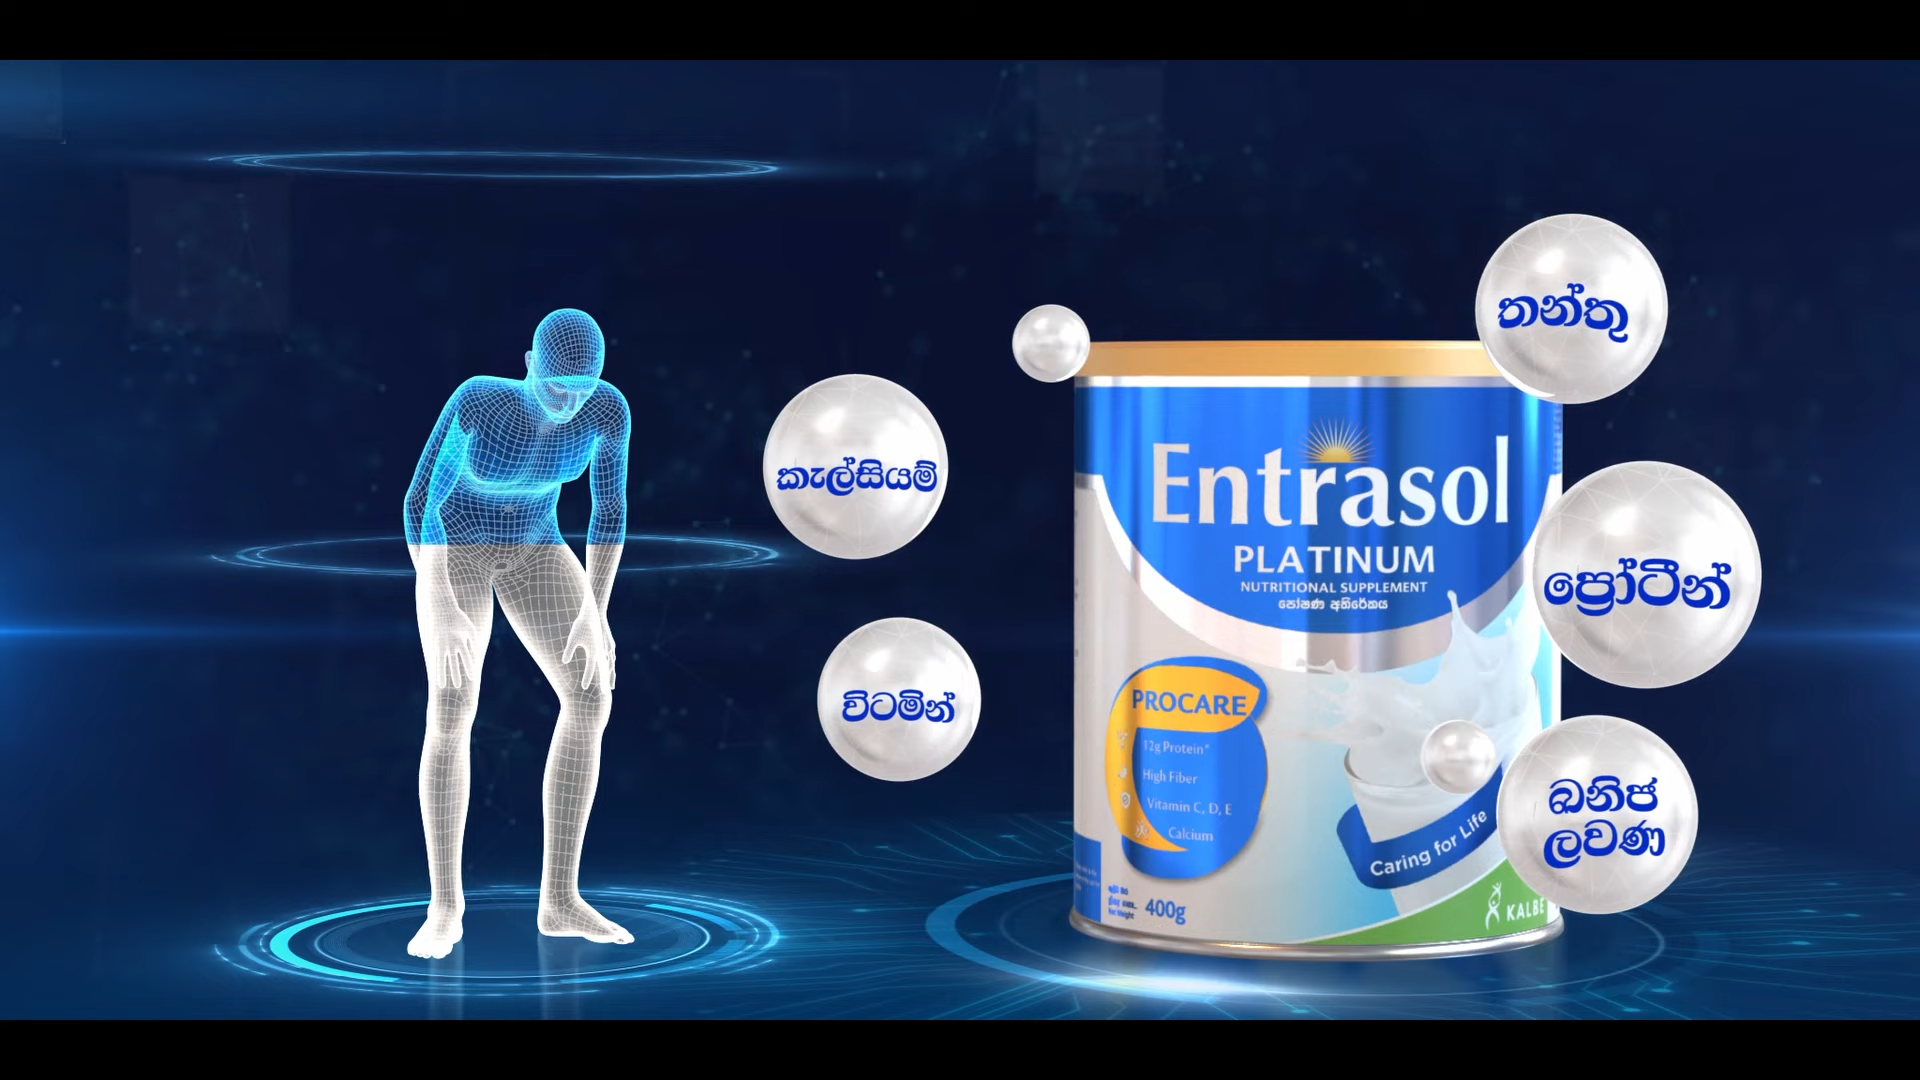 තන්තු
කැල්සියම්
ප්‍රෝටීන්
විටමින්
ඛනිජ
ලවණ
Entrasol
PLATINUM
NUTRITIONAL SUPPLEMENT
පෝෂණ අතිරේකය
PROCARE
12g Protein*
High Fiber
Vitamin C, D, E
Calcium
Caring for Life
400g
KALBE